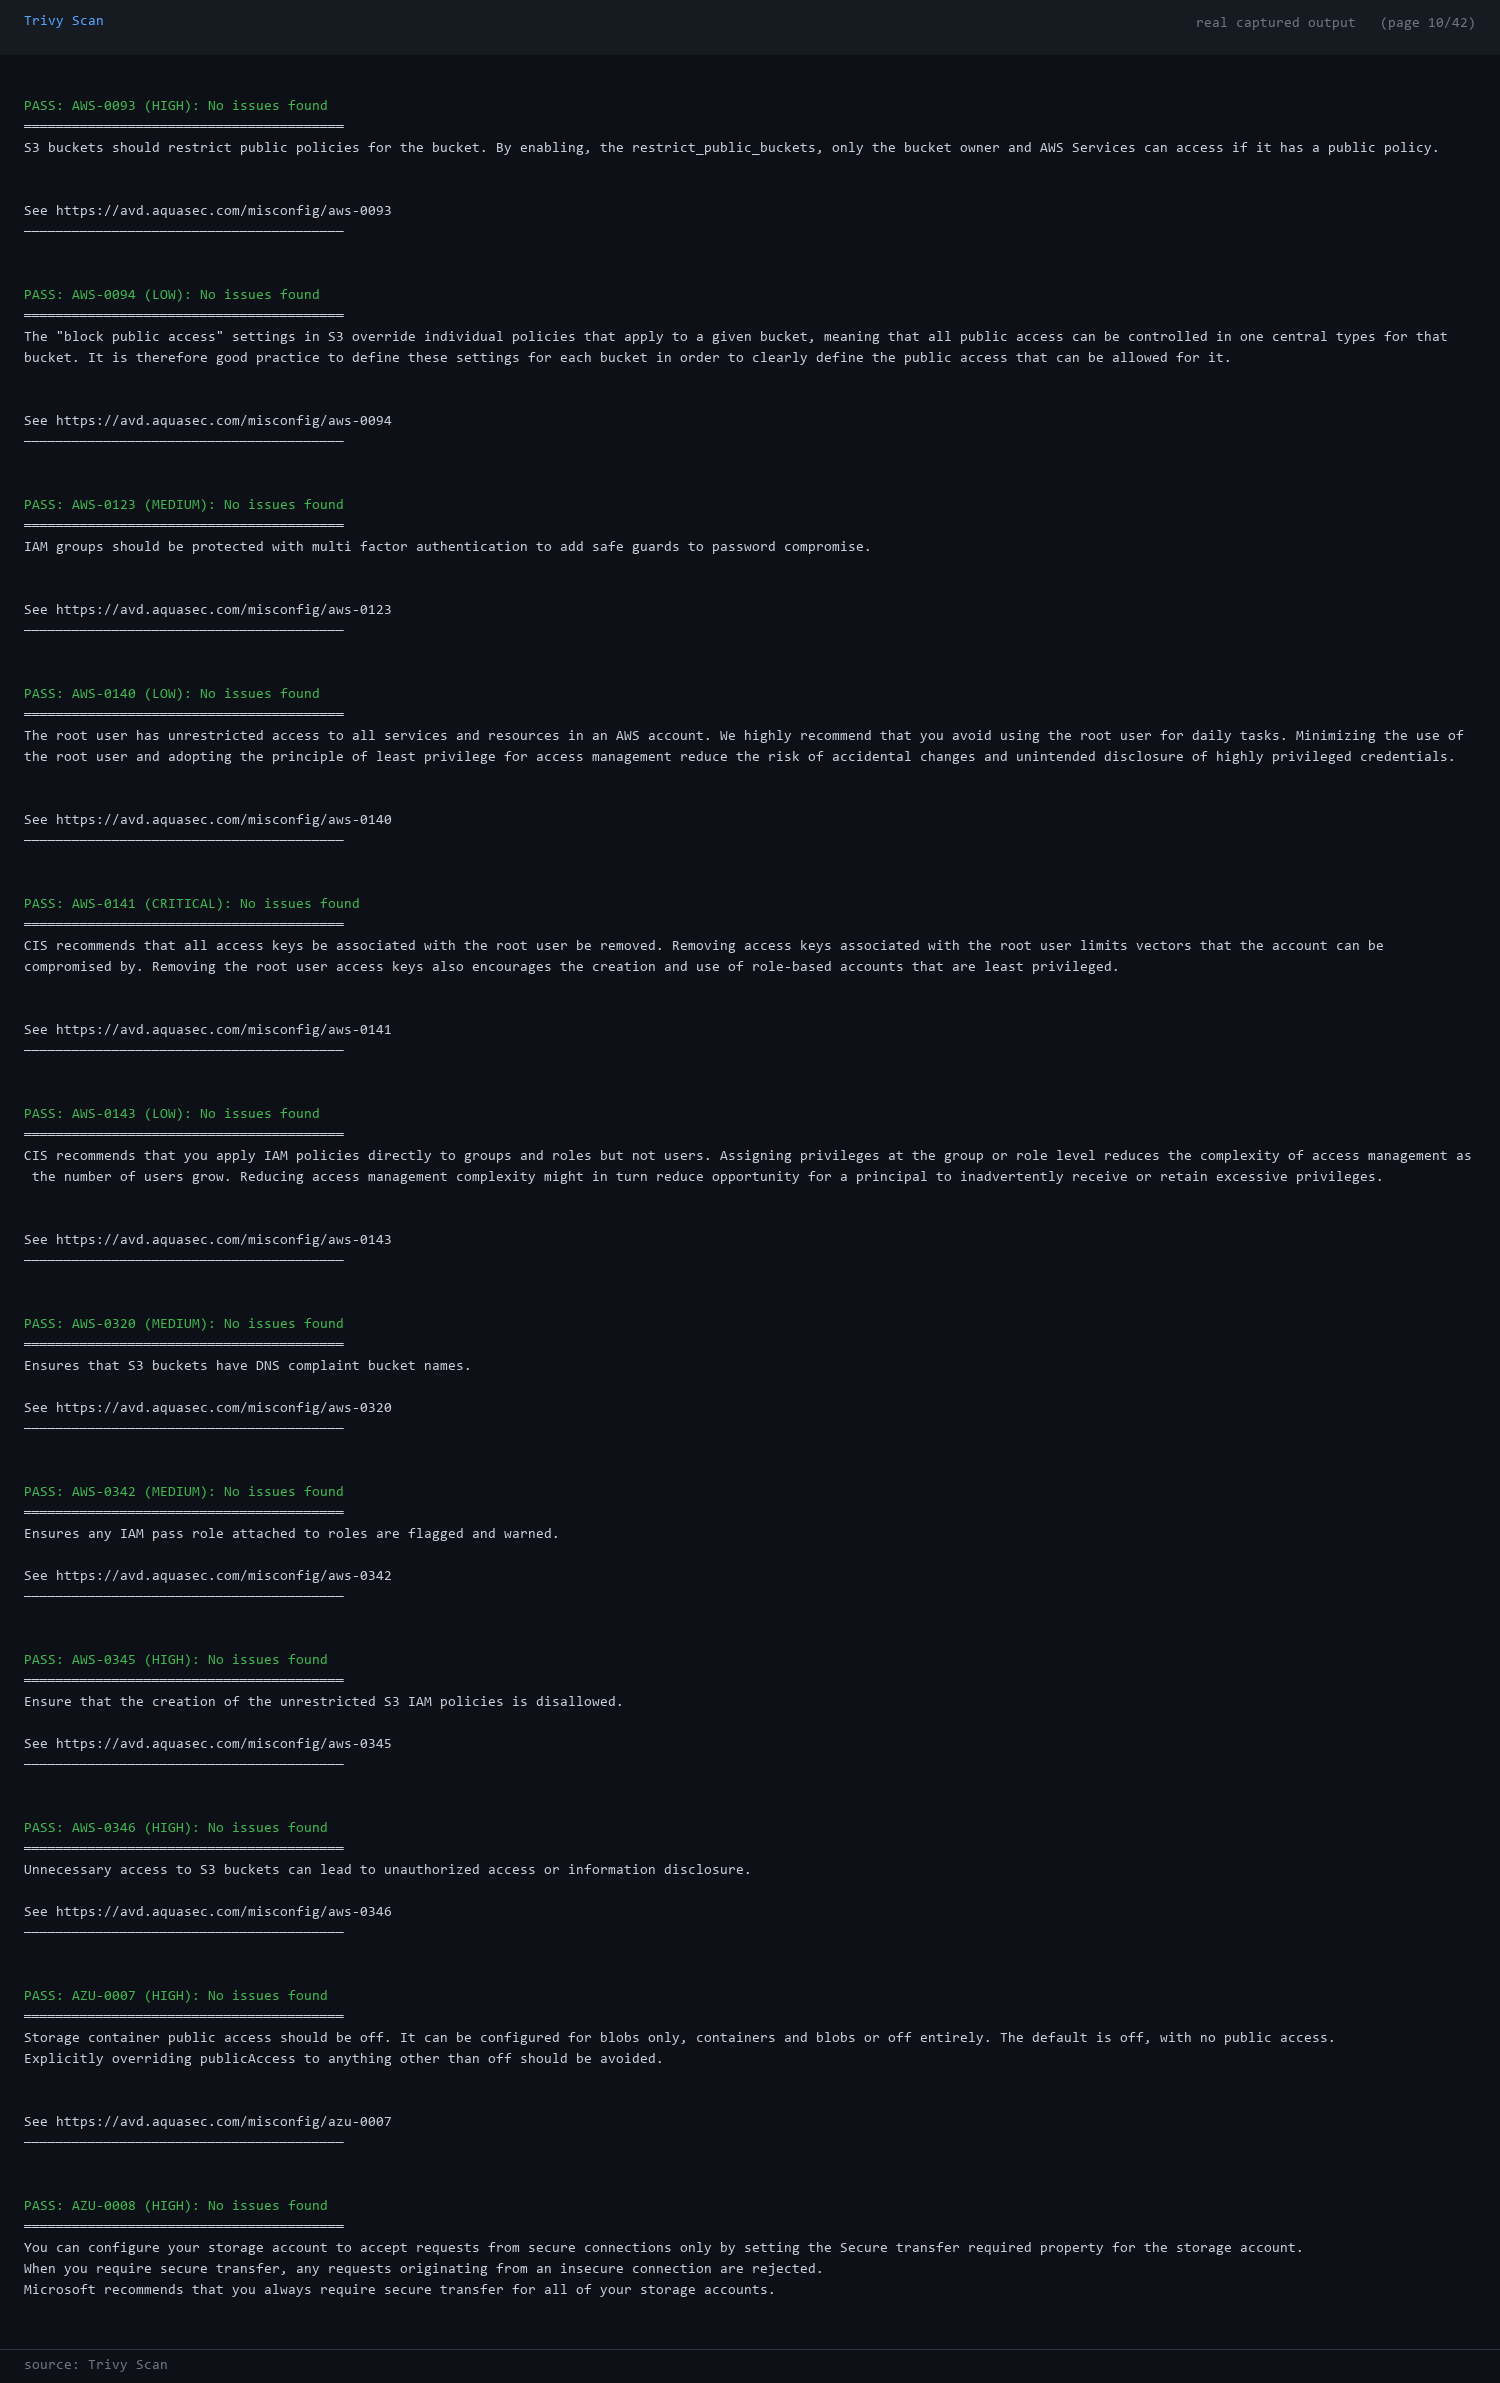 Trivy Scan
real captured output   (page 10/42)
PASS: AWS-0093 (HIGH): No issues found
════════════════════════════════════════
S3 buckets should restrict public policies for the bucket. By enabling, the restrict_public_buckets, only the bucket owner and AWS Services can access if it has a public policy.
See https://avd.aquasec.com/misconfig/aws-0093
────────────────────────────────────────
PASS: AWS-0094 (LOW): No issues found
════════════════════════════════════════
The "block public access" settings in S3 override individual policies that apply to a given bucket, meaning that all public access can be controlled in one central types for that
bucket. It is therefore good practice to define these settings for each bucket in order to clearly define the public access that can be allowed for it.
See https://avd.aquasec.com/misconfig/aws-0094
────────────────────────────────────────
PASS: AWS-0123 (MEDIUM): No issues found
════════════════════════════════════════
IAM groups should be protected with multi factor authentication to add safe guards to password compromise.
See https://avd.aquasec.com/misconfig/aws-0123
────────────────────────────────────────
PASS: AWS-0140 (LOW): No issues found
════════════════════════════════════════
The root user has unrestricted access to all services and resources in an AWS account. We highly recommend that you avoid using the root user for daily tasks. Minimizing the use of
the root user and adopting the principle of least privilege for access management reduce the risk of accidental changes and unintended disclosure of highly privileged credentials.
See https://avd.aquasec.com/misconfig/aws-0140
────────────────────────────────────────
PASS: AWS-0141 (CRITICAL): No issues found
════════════════════════════════════════
CIS recommends that all access keys be associated with the root user be removed. Removing access keys associated with the root user limits vectors that the account can be
compromised by. Removing the root user access keys also encourages the creation and use of role-based accounts that are least privileged.
See https://avd.aquasec.com/misconfig/aws-0141
────────────────────────────────────────
PASS: AWS-0143 (LOW): No issues found
════════════════════════════════════════
CIS recommends that you apply IAM policies directly to groups and roles but not users. Assigning privileges at the group or role level reduces the complexity of access management as
 the number of users grow. Reducing access management complexity might in turn reduce opportunity for a principal to inadvertently receive or retain excessive privileges.
See https://avd.aquasec.com/misconfig/aws-0143
────────────────────────────────────────
PASS: AWS-0320 (MEDIUM): No issues found
════════════════════════════════════════
Ensures that S3 buckets have DNS complaint bucket names.
See https://avd.aquasec.com/misconfig/aws-0320
────────────────────────────────────────
PASS: AWS-0342 (MEDIUM): No issues found
════════════════════════════════════════
Ensures any IAM pass role attached to roles are flagged and warned.
See https://avd.aquasec.com/misconfig/aws-0342
────────────────────────────────────────
PASS: AWS-0345 (HIGH): No issues found
════════════════════════════════════════
Ensure that the creation of the unrestricted S3 IAM policies is disallowed.
See https://avd.aquasec.com/misconfig/aws-0345
────────────────────────────────────────
PASS: AWS-0346 (HIGH): No issues found
════════════════════════════════════════
Unnecessary access to S3 buckets can lead to unauthorized access or information disclosure.
See https://avd.aquasec.com/misconfig/aws-0346
────────────────────────────────────────
PASS: AZU-0007 (HIGH): No issues found
════════════════════════════════════════
Storage container public access should be off. It can be configured for blobs only, containers and blobs or off entirely. The default is off, with no public access.
Explicitly overriding publicAccess to anything other than off should be avoided.
See https://avd.aquasec.com/misconfig/azu-0007
────────────────────────────────────────
PASS: AZU-0008 (HIGH): No issues found
════════════════════════════════════════
You can configure your storage account to accept requests from secure connections only by setting the Secure transfer required property for the storage account.
When you require secure transfer, any requests originating from an insecure connection are rejected.
Microsoft recommends that you always require secure transfer for all of your storage accounts.
source: Trivy Scan